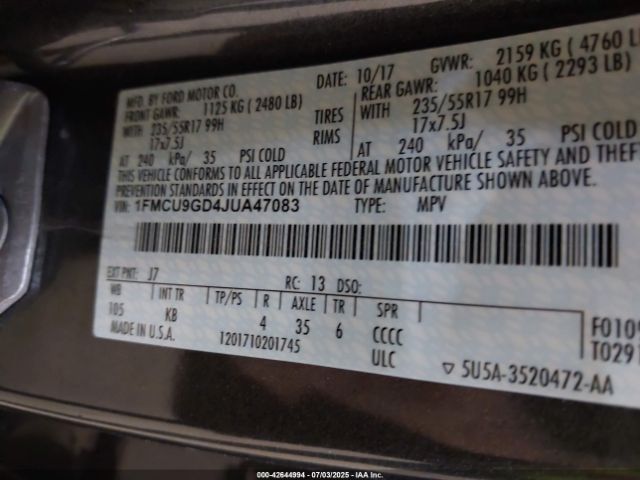 MFD. BY FORD MOTOR CO. DATE: 10/17 GVWR: 2159 KG ( 4760 L
FRONT GAWR: 1125 KG ( 2480 LB) REAR GAWR: 1040 KG ( 2293 LB)
WITH 235/55R17 99H TIRES WITH 235/55R17 99H
17x7.5J RIMS 17x7.5J
AT 240 kPa/ 35 PSI COLD AT 240 kPa/ 35 PSI COLD
THIS VEHICLE CONFORMS TO ALL APPLICABLE FEDERAL MOTOR VEHICLE SAFETY AND THEFT
PREVENTION STANDARDS IN EFFECT ON THE DATE OF MANUFACTURE SHOWN ABOVE.
VIN: 1FMCU9GD4JUA47083 TYPE: MPV
EXT PNT: J7 RC: 13 DSO:
WB INT TR TP/PS R AXLE TR SPR
105 KB 4 35 6 CCCC F0109
MADE IN U.S.A. 1201710201745 ULC T0291
▽ 5U5A-3520472-AA
000-42644994 07/03/2025 IAAI.COM